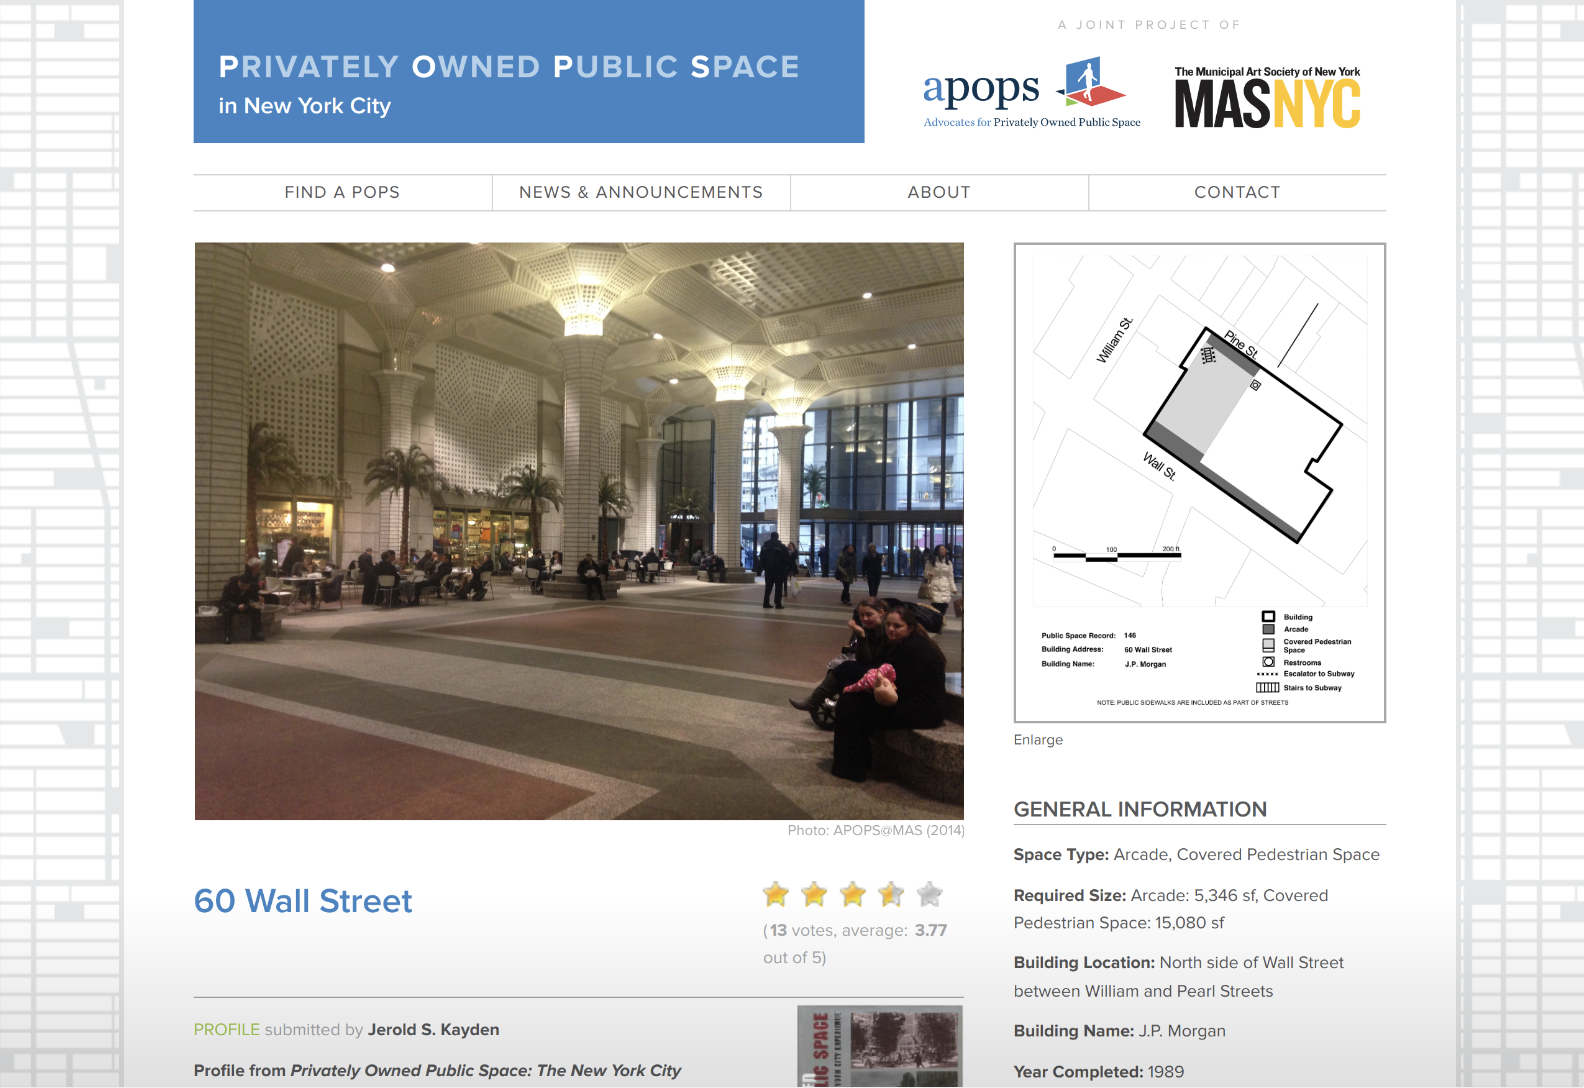 PRIVATELY OWNED PUBLIC SPACE
in New York City
A JOINT PROJECT OF
apops
Advocates for Privately Owned Public Space
The Municipal Art Society of New York
MASNYC
FIND A POPS
NEWS & ANNOUNCEMENTS
ABOUT
CONTACT
William St.
Pine St.
Wall St.
0 100 200 ft.
Public Space Record: 146
Building Address: 60 Wall Street
Building Name: J.P. Morgan
Building
Arcade
Covered Pedestrian
Space
Restrooms
Escalator to Subway
Stairs to Subway
NOTE: PUBLIC SIDEWALKS ARE INCLUDED AS PART OF STREETS
Enlarge
Photo: APOPS@MAS (2014)
60 Wall Street
(13 votes, average: 3.77
out of 5)
PROFILE submitted by Jerold S. Kayden
Profile from Privately Owned Public Space: The New York City
GENERAL INFORMATION
Space Type: Arcade, Covered Pedestrian Space
Required Size: Arcade: 5,346 sf, Covered
Pedestrian Space: 15,080 sf
Building Location: North side of Wall Street
between William and Pearl Streets
Building Name: J.P. Morgan
Year Completed: 1989